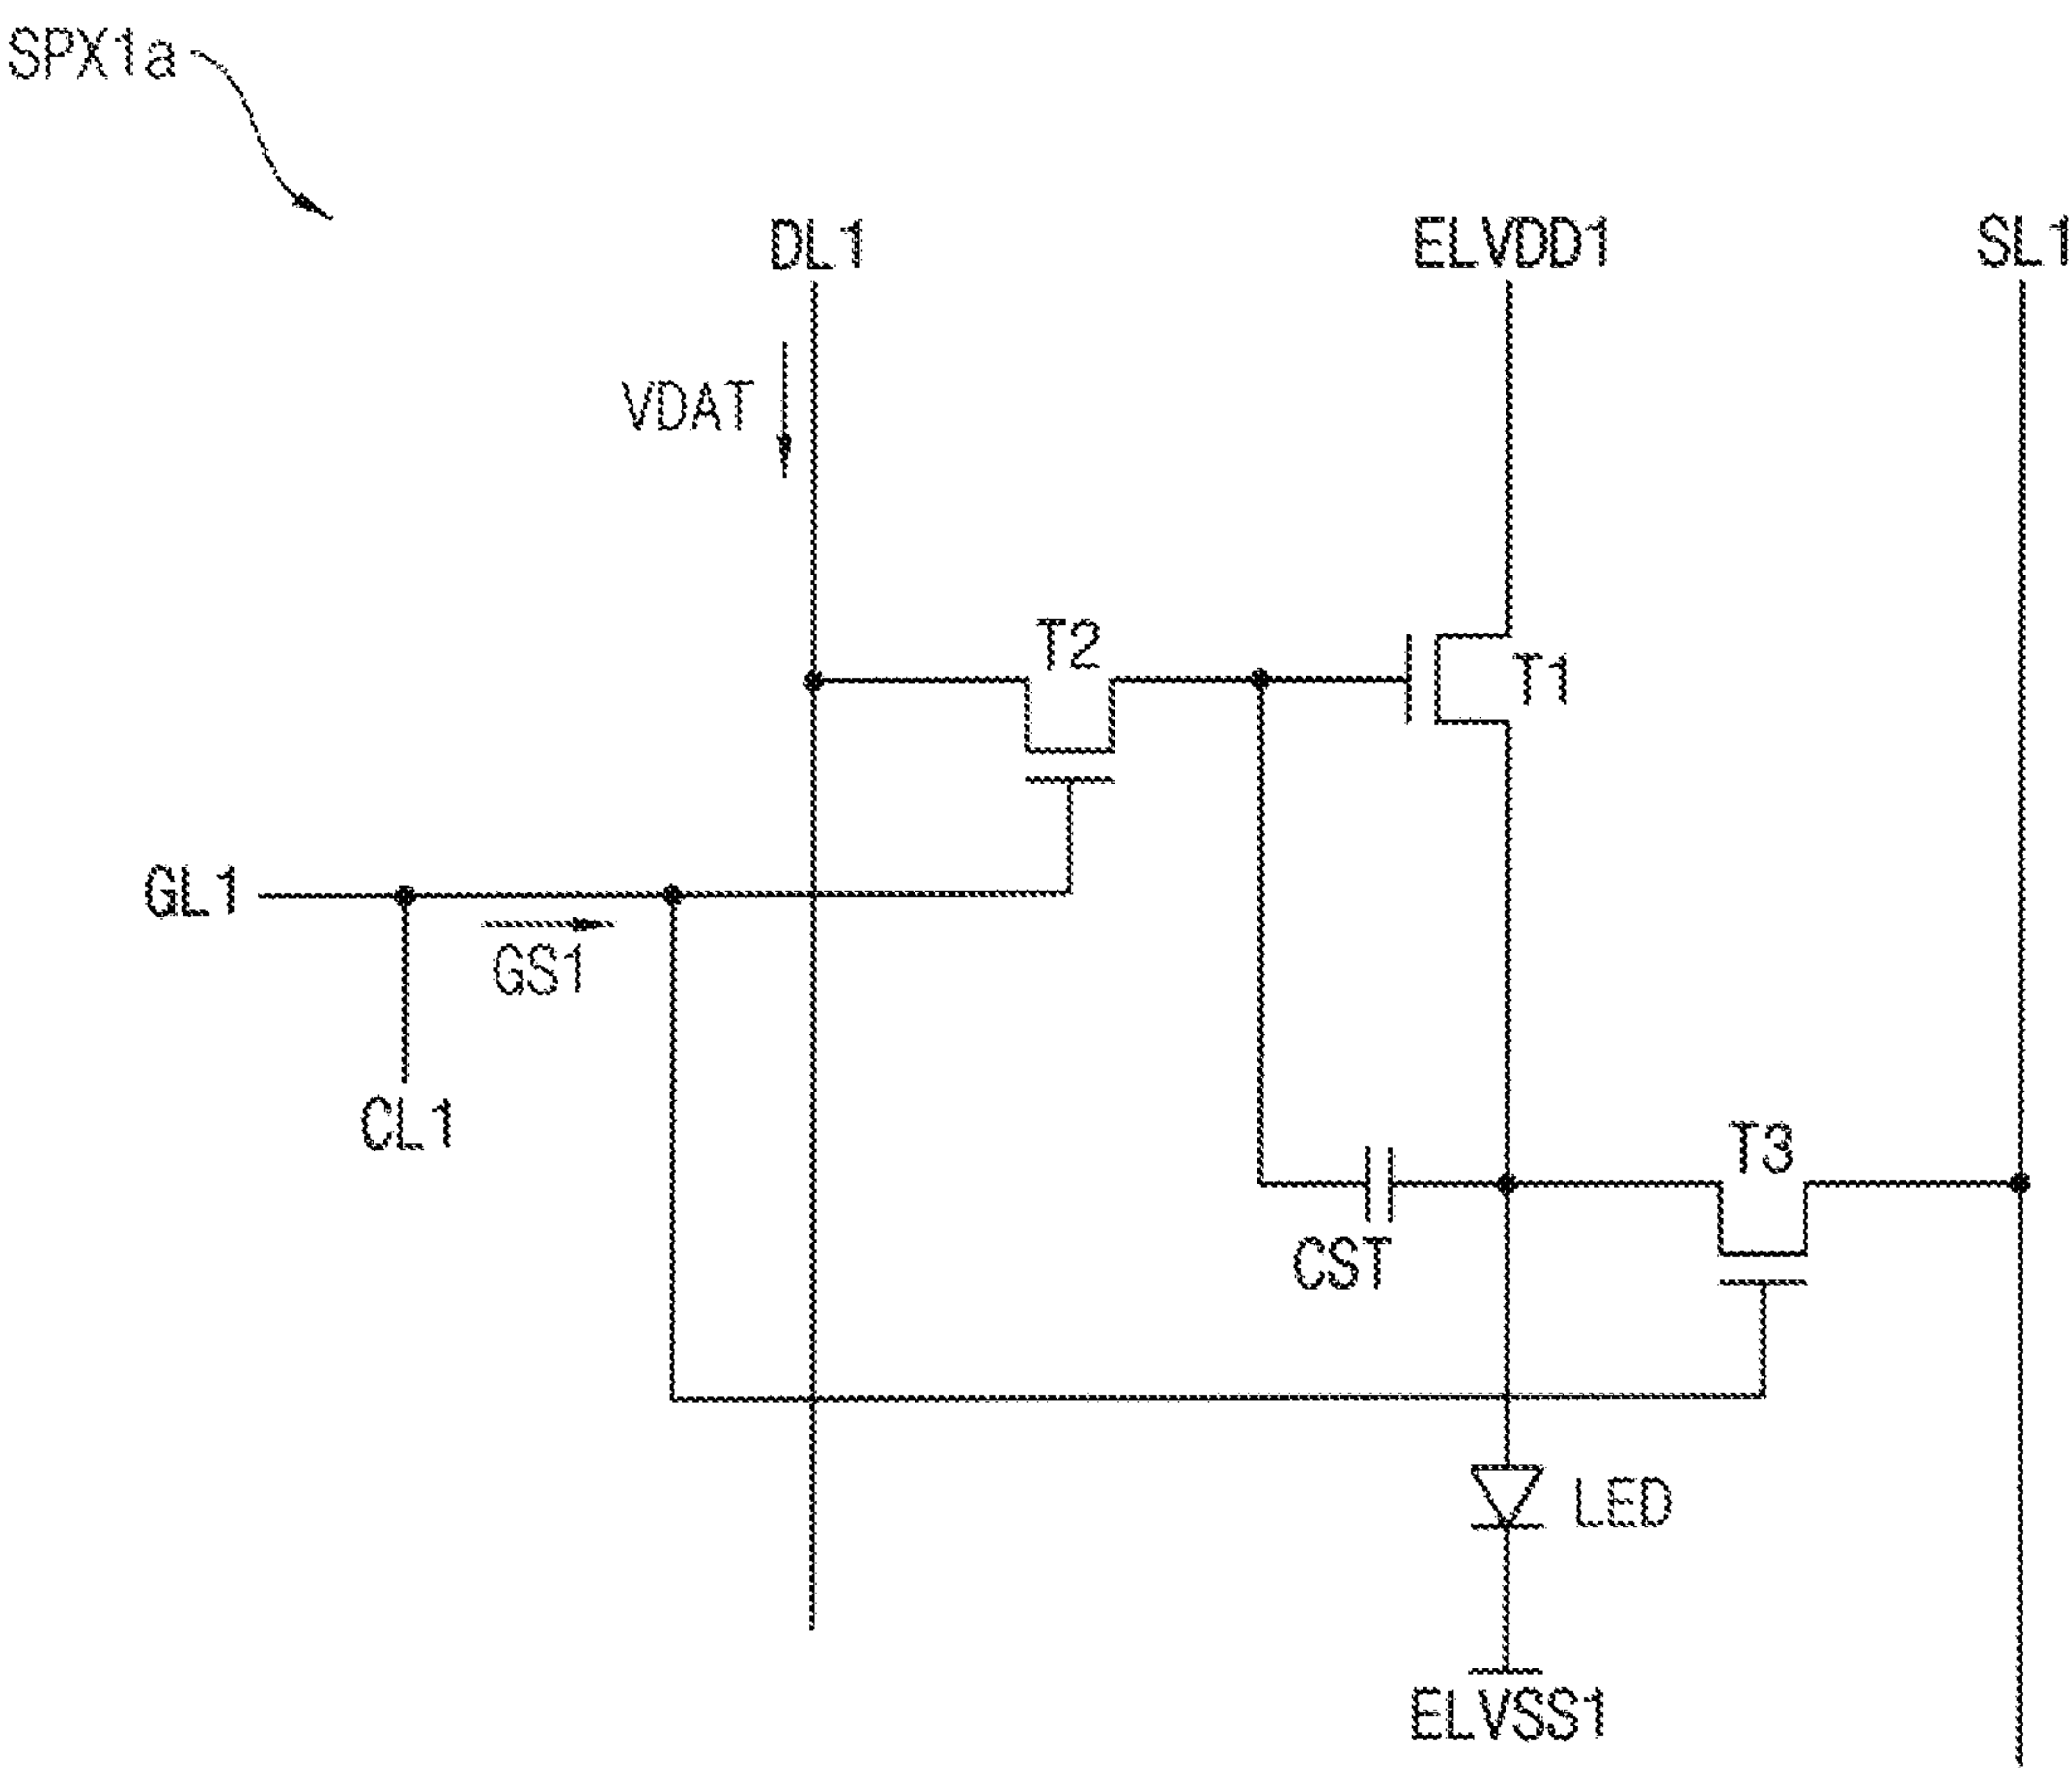 SPX1a
DL1
ELVDD1
SL1
VDAT
T2
T1
GL1
GS1
CL1
T3
CST
LED
ELVSS1